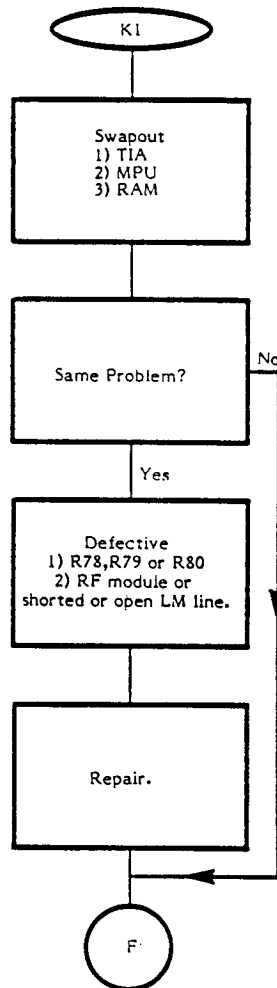 K1
Swapout
1) TIA
2) MPU
3) RAM
Same Problem?
No
Yes
Defective
1) R78,R79 or R80
2) RF module or
shorted or open LM line.
Repair.
F